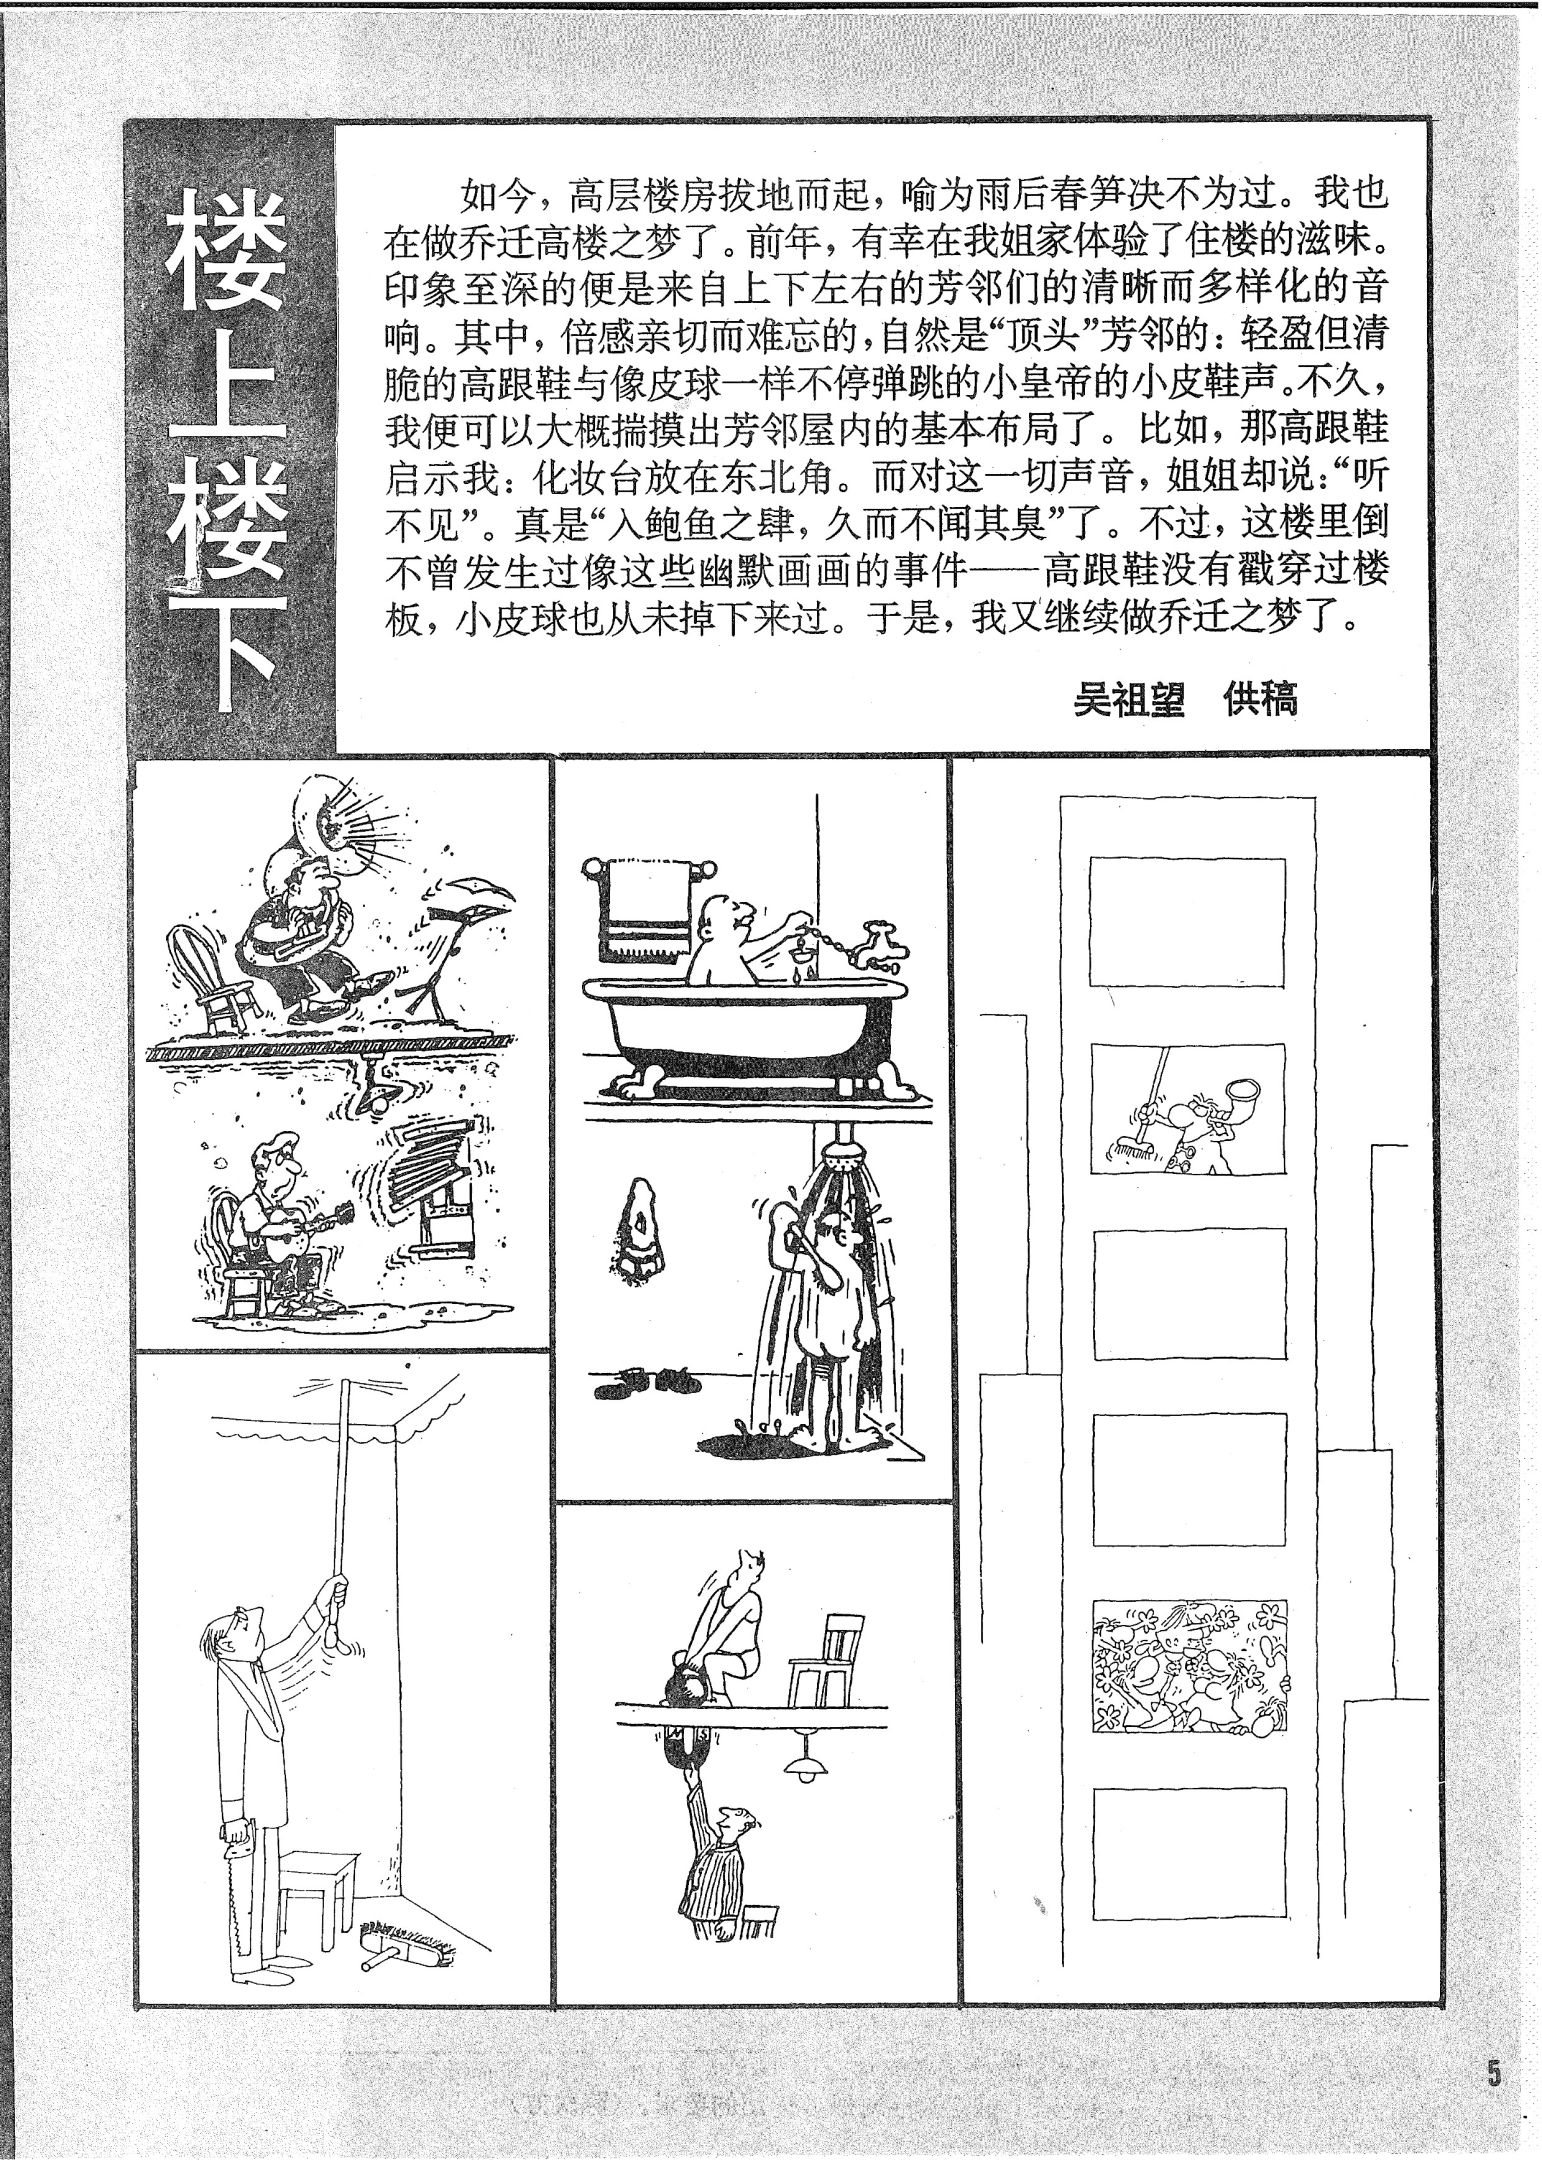 楼上楼下
如今，高层楼房拔地而起，喻为雨后春笋决不为过。我也
在做乔迁高楼之梦了。前年，有幸在我姐家体验了住楼的滋味。
印象至深的便是来自上下左右的芳邻们的清晰而多样化的音
响。其中，倍感亲切而难忘的，自然是“顶头”芳邻的：轻盈但清
脆的高跟鞋与像皮球一样不停弹跳的小皇帝的小皮鞋声。不久，
我便可以大概揣摸出芳邻屋内的基本布局了。比如，那高跟鞋
启示我：化妆台放在东北角。而对这一切声音，姐姐却说：“听
不见”。真是“入鲍鱼之肆，久而不闻其臭”了。不过，这楼里倒
不曾发生过像这些幽默画画的事件——高跟鞋没有戳穿过楼
板，小皮球也从未掉下来过。于是，我又继续做乔迁之梦了。
吴祖望　供稿
N S
5